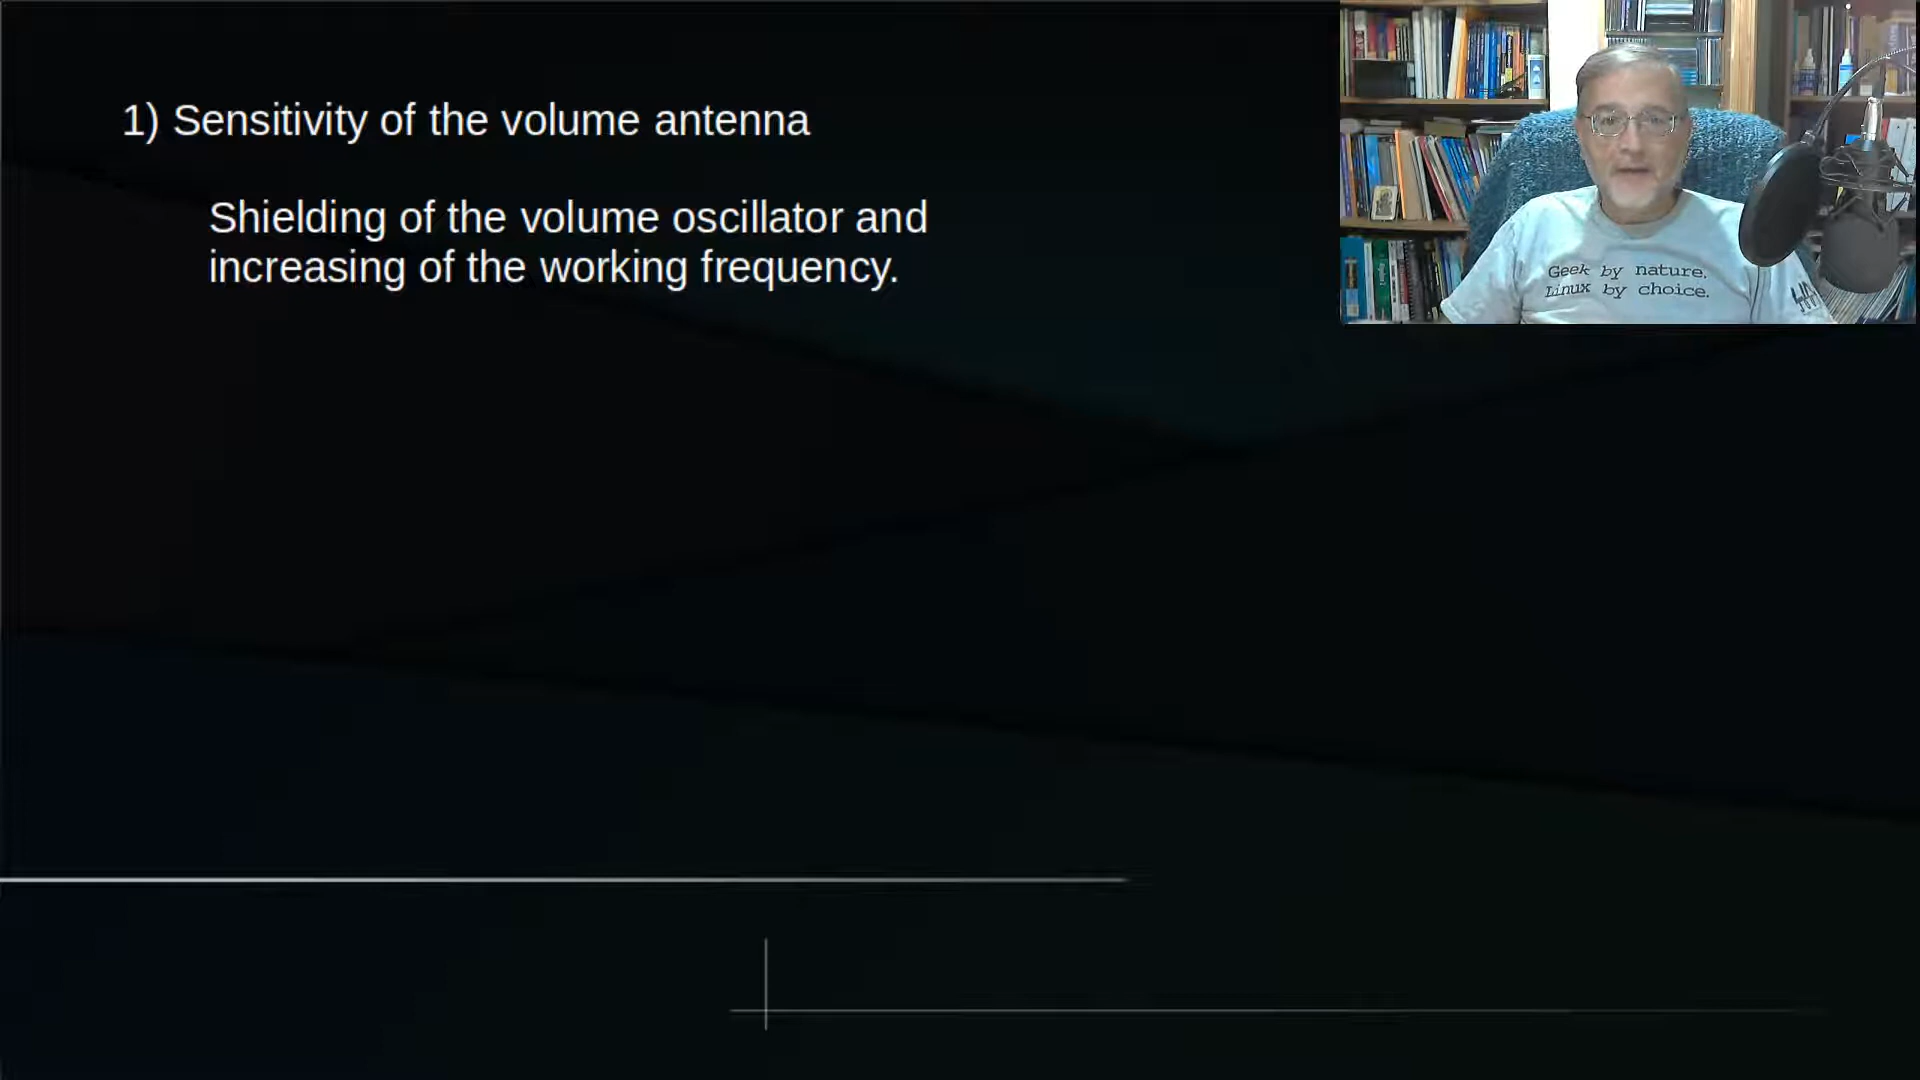 1) Sensitivity of the volume antenna
Shielding of the volume oscillator and
increasing of the working frequency.
Geek by nature.
Linux by choice.